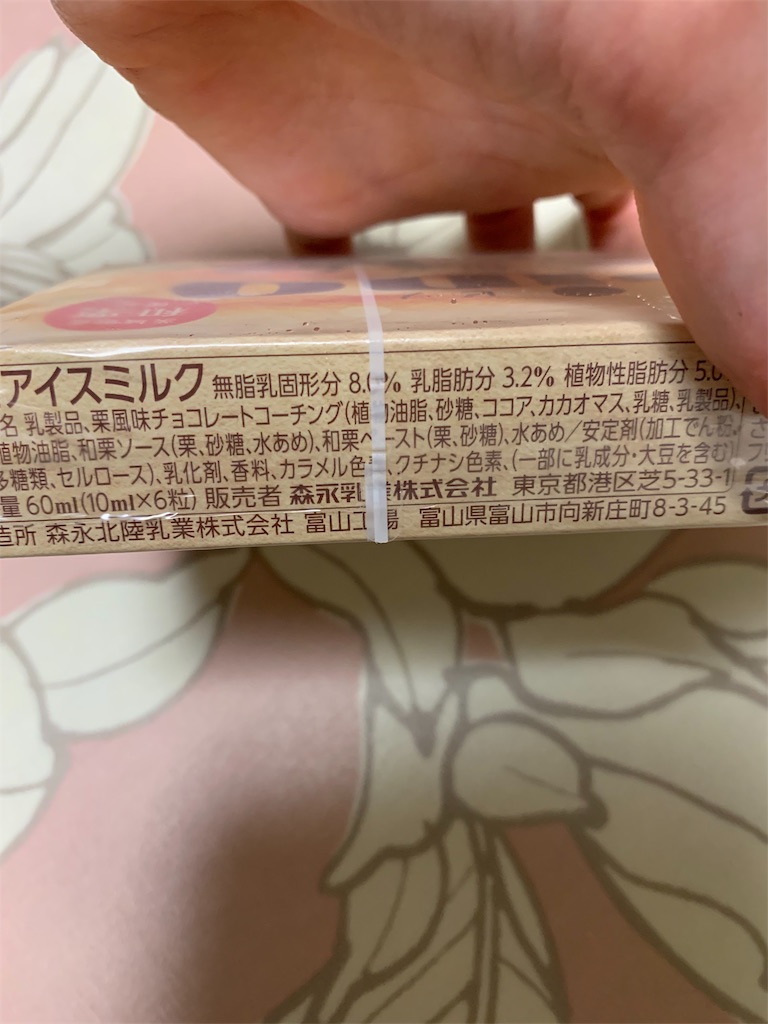 和栗
アイスミルク 無脂乳固形分 8.0% 乳脂肪分 3.2% 植物性脂肪分 5.0
名 乳製品、栗風味チョコレートコーチング(植物油脂、砂糖、ココア、カカオマス、乳糖、乳製品)、
植物油脂、和栗ソース(栗、砂糖、水あめ)、和栗ペースト(栗、砂糖)、水あめ/安定剤(加工でん粉、
多糖類、セルロース)、乳化剤、香料、カラメル色素、クチナシ色素、(一部に乳成分・大豆を含む)
量 60ml(10ml×6粒) 販売者 森永乳業株式会社 東京都港区芝5-33-1
造所 森永北陸乳業株式会社 富山工場 富山県富山市向新庄町8-3-45